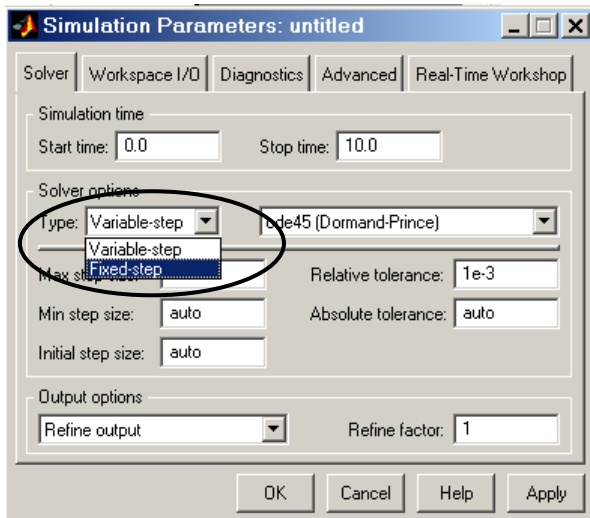 Simulation Parameters: untitled
Solver Workspace I/O Diagnostics Advanced Real-Time Workshop
Simulation time
Start time: 0.0 Stop time: 10.0
Solver options
Type: Variable-step ode45 (Dormand-Prince)
Variable-step
Fixed-step
Max step size: Relative tolerance: 1e-3
Min step size: auto Absolute tolerance: auto
Initial step size: auto
Output options
Refine output Refine factor: 1
OK Cancel Help Apply